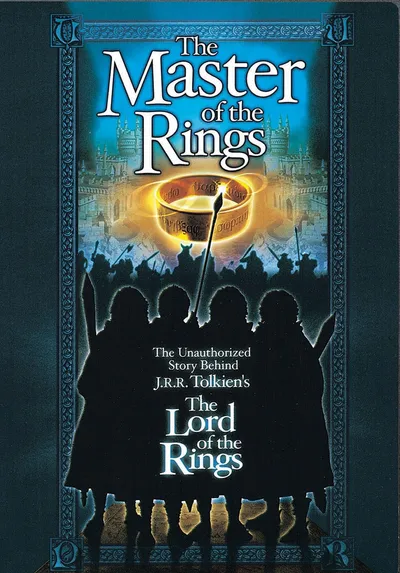 The
Master
of the
Rings
The Unauthorized
Story Behind
J.R.R. Tolkien's
The
Lord
of the
Rings